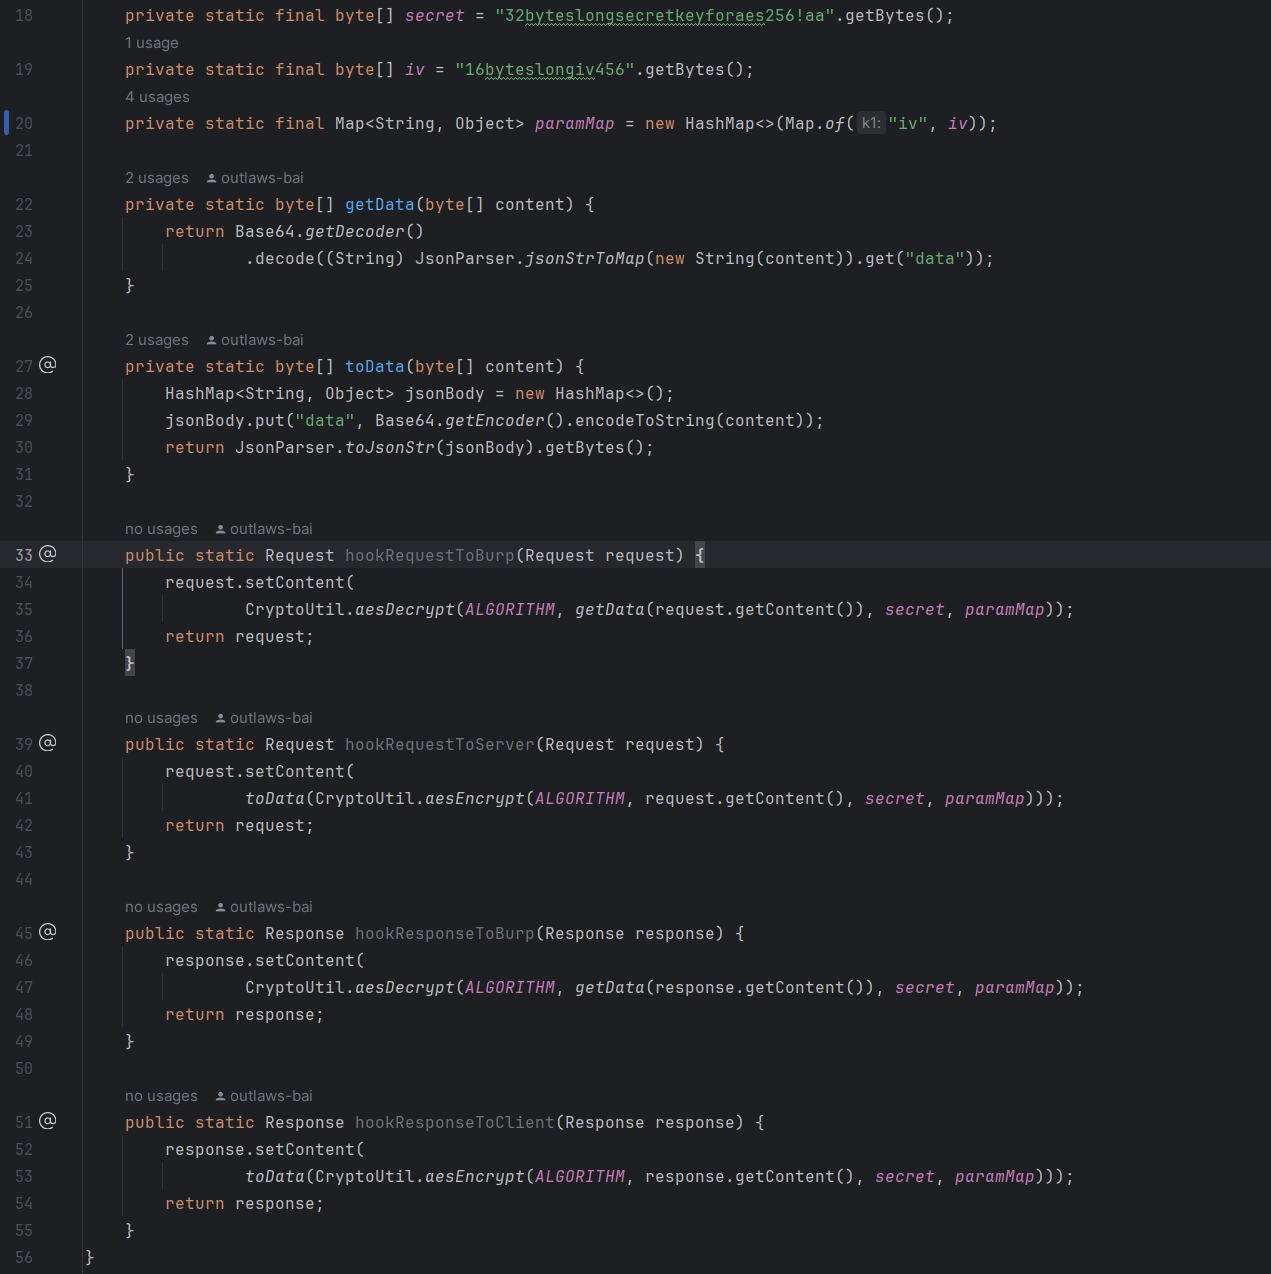 18 private static final byte[] secret = "32byteslongsecretkeyforaes256!aa".getBytes();
1 usage
19 private static final byte[] iv = "16byteslongiv456".getBytes();
4 usages
20 private static final Map<String, Object> paramMap = new HashMap<>(Map.of( k1: "iv", iv));
21
2 usages outlaws-bai
22 private static byte[] getData(byte[] content) {
23 return Base64.getDecoder()
24 .decode((String) JsonParser.jsonStrToMap(new String(content)).get("data"));
25 }
26
2 usages outlaws-bai
27 @ private static byte[] toData(byte[] content) {
28 HashMap<String, Object> jsonBody = new HashMap<>();
29 jsonBody.put("data", Base64.getEncoder().encodeToString(content));
30 return JsonParser.toJsonStr(jsonBody).getBytes();
31 }
32
no usages outlaws-bai
33 @ public static Request hookRequestToBurp(Request request) {
34 request.setContent(
35 CryptoUtil.aesDecrypt(ALGORITHM, getData(request.getContent()), secret, paramMap));
36 return request;
37 }
38
no usages outlaws-bai
39 @ public static Request hookRequestToServer(Request request) {
40 request.setContent(
41 toData(CryptoUtil.aesEncrypt(ALGORITHM, request.getContent(), secret, paramMap)));
42 return request;
43 }
44
no usages outlaws-bai
45 @ public static Response hookResponseToBurp(Response response) {
46 response.setContent(
47 CryptoUtil.aesDecrypt(ALGORITHM, getData(response.getContent()), secret, paramMap));
48 return response;
49 }
50
no usages outlaws-bai
51 @ public static Response hookResponseToClient(Response response) {
52 response.setContent(
53 toData(CryptoUtil.aesEncrypt(ALGORITHM, response.getContent(), secret, paramMap)));
54 return response;
55 }
56 }